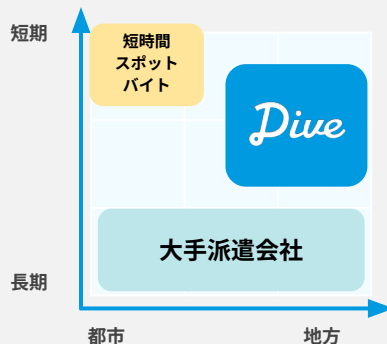 短期
短時間
スポット
バイト
Dive
大手派遣会社
長期
都市
地方